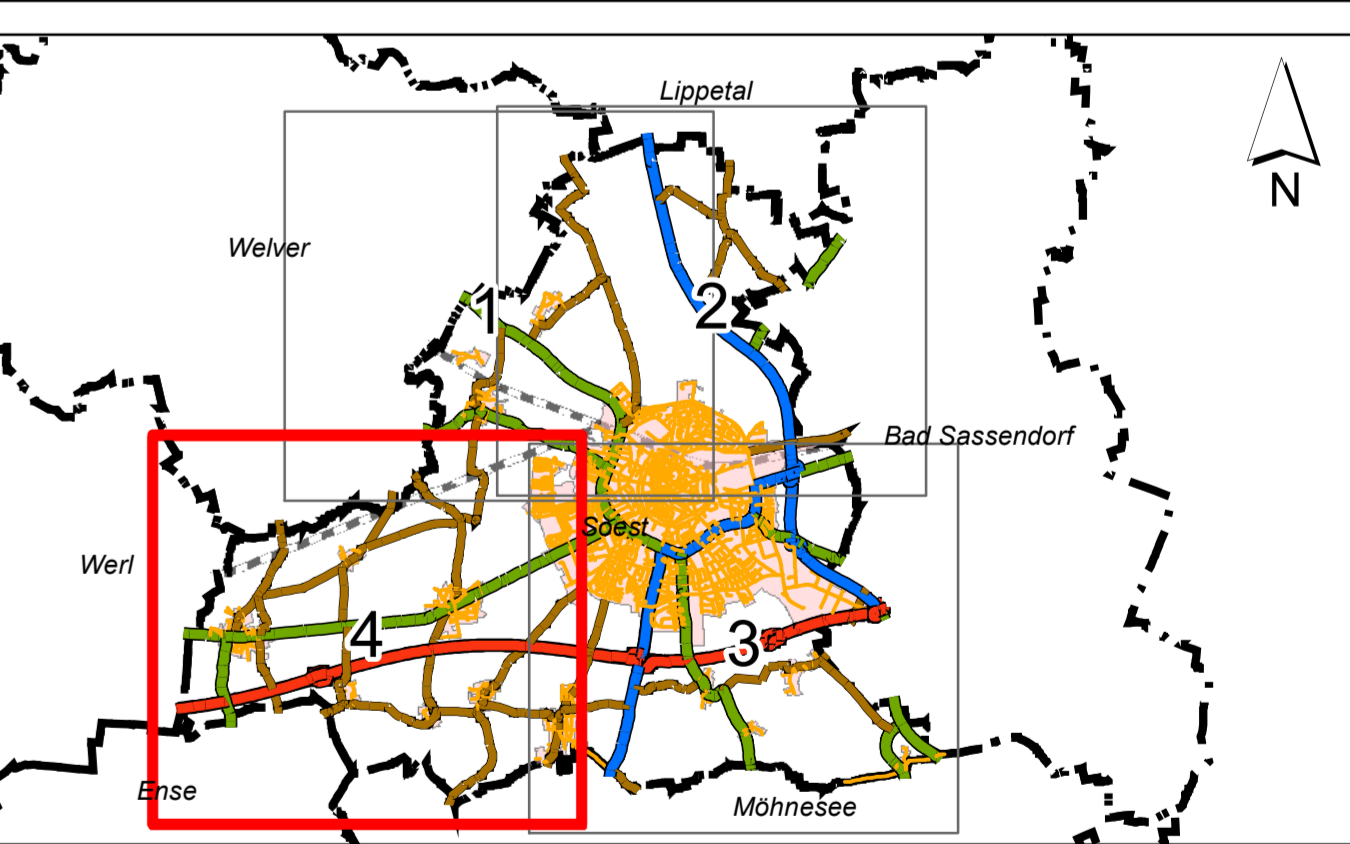 Lippetal
N
Welver
1
2
Bad Sassendorf
Soest
Werl
4
3
Ense
Möhnesee